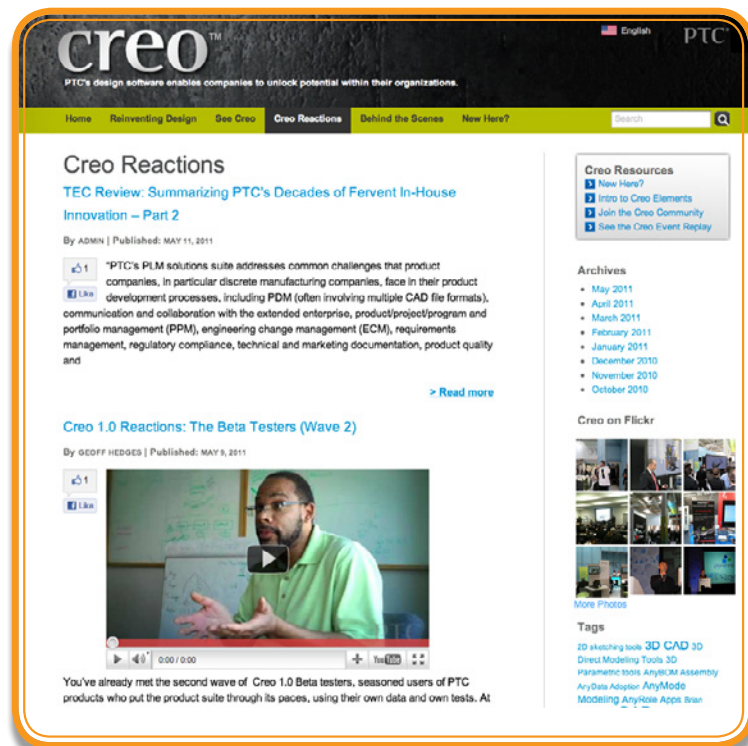 creo™
English
PTC®
PTC's design software enables companies to unlock potential within their organizations.
Home Reinventing Design See Creo Creo Reactions Behind the Scenes New Here?
Search
Creo Reactions
TEC Review: Summarizing PTC's Decades of Fervent In-House
Innovation – Part 2
By ADMIN | Published: MAY 11, 2011
1
Like
"PTC's PLM solutions suite addresses common challenges that product
companies, in particular discrete manufacturing companies, face in their product
development processes, including PDM (often involving multiple CAD file formats),
communication and collaboration with the extended enterprise, product/project/program and
portfolio management (PPM), engineering change management (ECM), requirements
management, regulatory compliance, technical and marketing documentation, product quality
and
> Read more
Creo 1.0 Reactions: The Beta Testers (Wave 2)
By GEOFF HEDGES | Published: MAY 9, 2011
1
Like
PTC
0:00 / 0:00
YouTube
You've already met the second wave of Creo 1.0 Beta testers, seasoned users of PTC
products who put the product suite through its paces, using their own data and own tests. At
Creo Resources
New Here?
Intro to Creo Elements
Join the Creo Community
See the Creo Event Replay
Archives
May 2011
April 2011
March 2011
February 2011
January 2011
December 2010
November 2010
October 2010
Creo on Flickr
More Photos
Tags
2D sketching tools 3D CAD 3D
Direct Modeling Tools 3D
Parametric tools AnyBOM Assembly
AnyData Adoption AnyMode
Modeling AnyRole Apps Brian